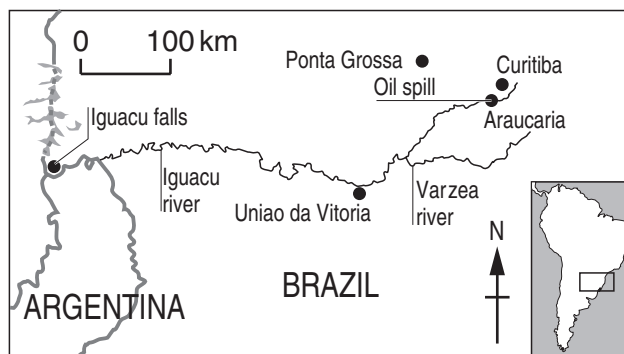 0 100 km
Ponta Grossa
Curitiba
Oil spill
Iguacu falls
Araucaria
Iguacu
river
Uniao da Vitoria
Varzea
river
N
BRAZIL
ARGENTINA